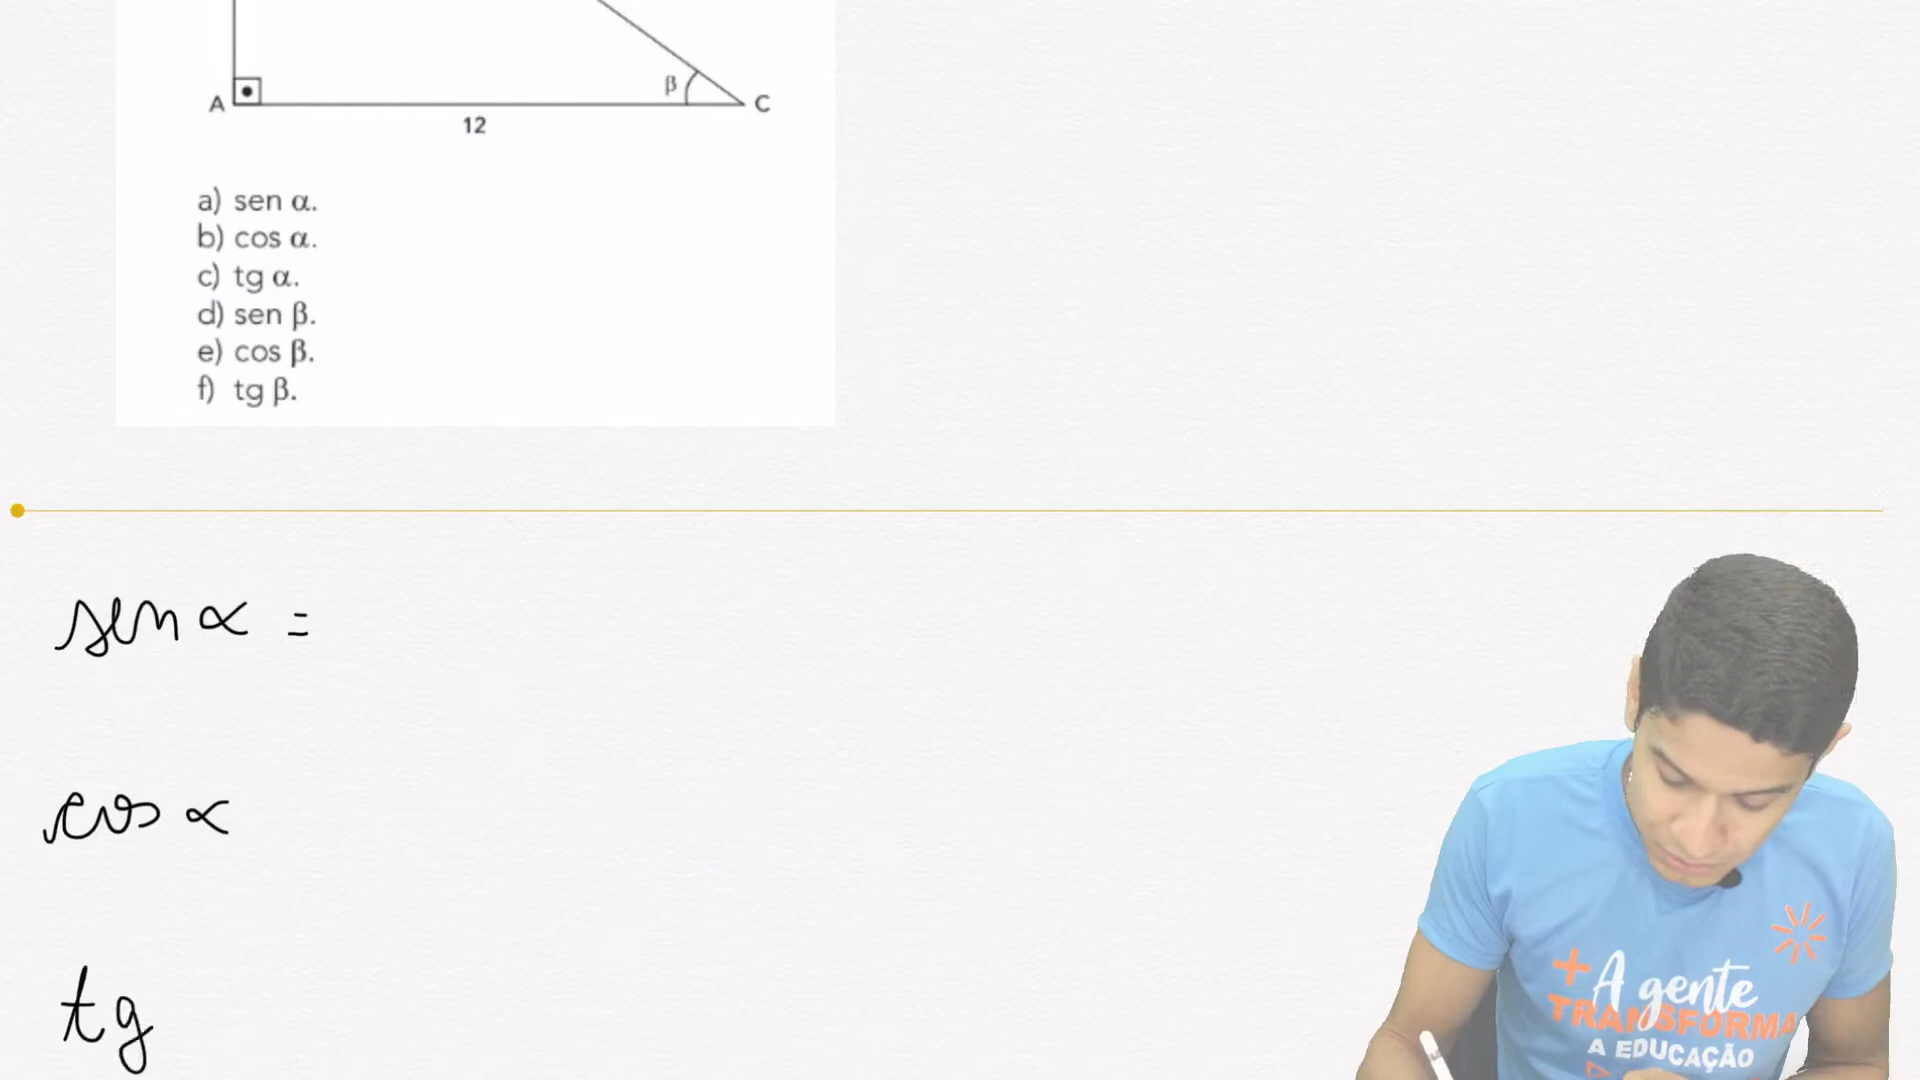 β
A
C
12
a) sen α.
b) cos α.
c) tg α.
d) sen β.
e) cos β.
f) tg β.
sen α =
cos α
tg
+
A gente
TRANSFORMA
A EDUCAÇÃO